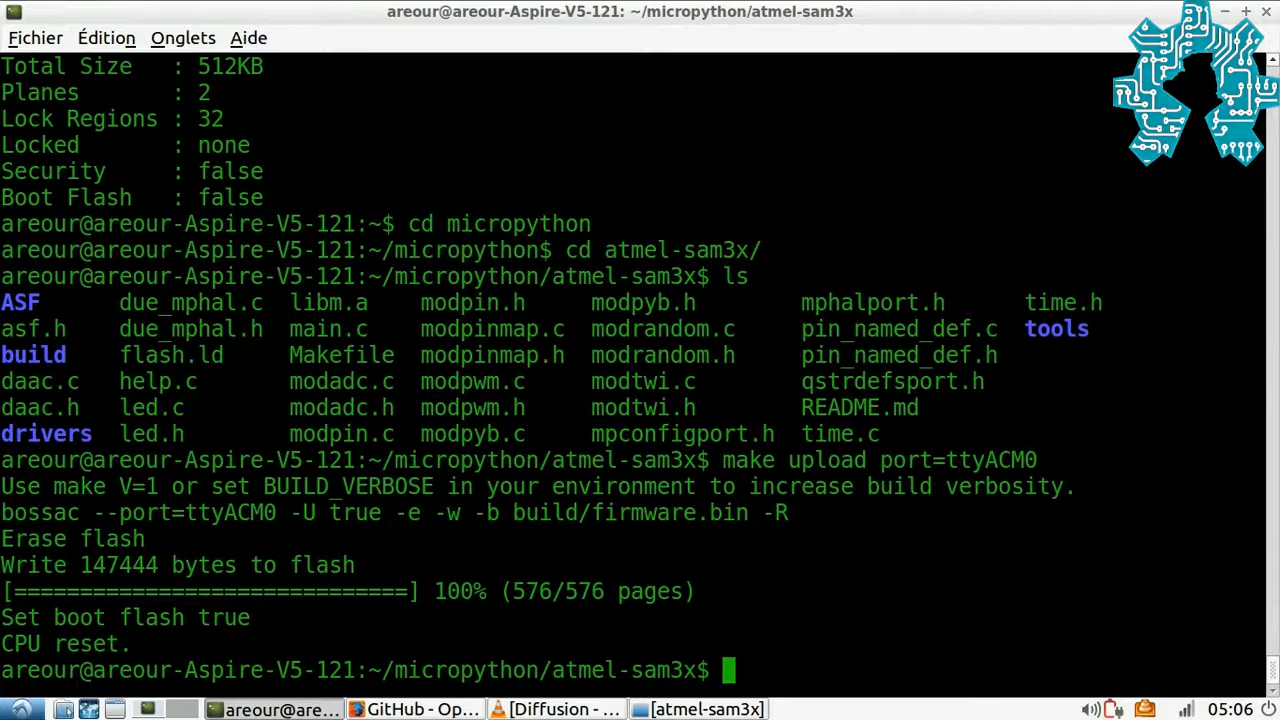 areour@areour-Aspire-V5-121: ~/micropython/atmel-sam3x
Fichier Édition Onglets Aide
Total Size : 512KB
Planes : 2
Lock Regions : 32
Locked : none
Security : false
Boot Flash : false
areour@areour-Aspire-V5-121:~$ cd micropython
areour@areour-Aspire-V5-121:~/micropython$ cd atmel-sam3x/
areour@areour-Aspire-V5-121:~/micropython/atmel-sam3x$ ls
ASF due_mphal.c libm.a modpin.h modpyb.h mphalport.h time.h
asf.h due_mphal.h main.c modpinmap.c modrandom.c pin_named_def.c tools
build flash.ld Makefile modpinmap.h modrandom.h pin_named_def.h
daac.c help.c modadc.c modpwm.c modtwi.c qstrdefsport.h
daac.h led.c modadc.h modpwm.h modtwi.h README.md
drivers led.h modpin.c modpyb.c mpconfigport.h time.c
areour@areour-Aspire-V5-121:~/micropython/atmel-sam3x$ make upload port=ttyACM0
Use make V=1 or set BUILD_VERBOSE in your environment to increase build verbosity.
bossac --port=ttyACM0 -U true -e -w -b build/firmware.bin -R
Erase flash
Write 147444 bytes to flash
[==============================] 100% (576/576 pages)
Set boot flash true
CPU reset.
areour@areour-Aspire-V5-121:~/micropython/atmel-sam3x$
areour@are... GitHub - Op... [Diffusion - ... [atmel-sam3x] 05:06